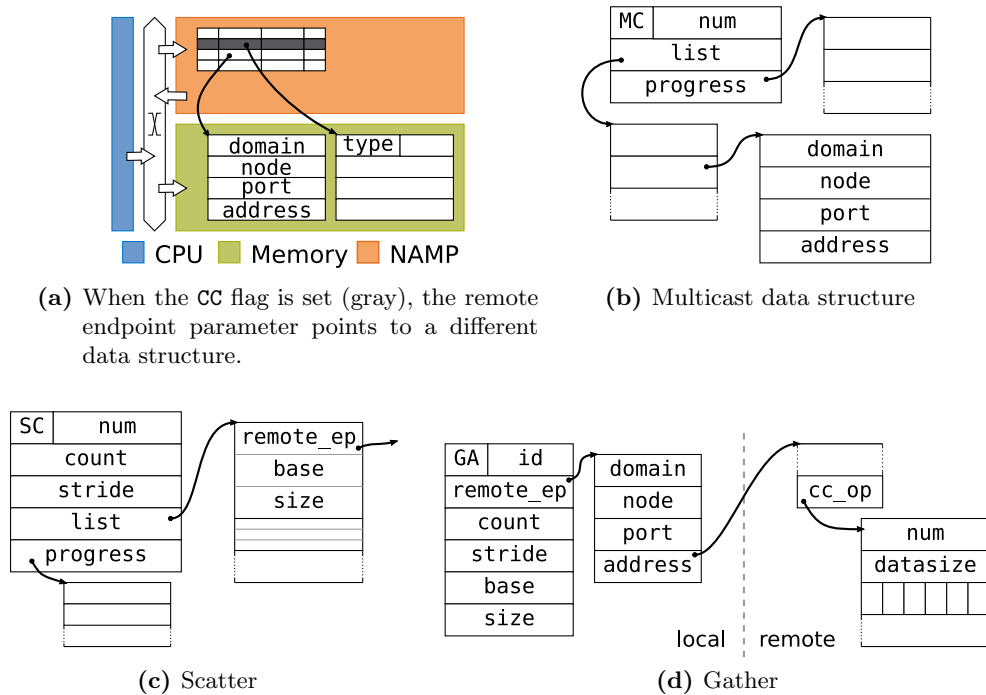 domain
node
port
address
type
CPU
Memory
NAMP
(a) When the CC flag is set (gray), the remote
endpoint parameter points to a different
data structure.
MC num
list
progress
domain
node
port
address
(b) Multicast data structure
SC num
count
stride
list
progress
remote_ep
base
size
(c) Scatter
GA id
remote_ep
count
stride
base
size
domain
node
port
address
cc_op
num
datasize
local remote
(d) Gather